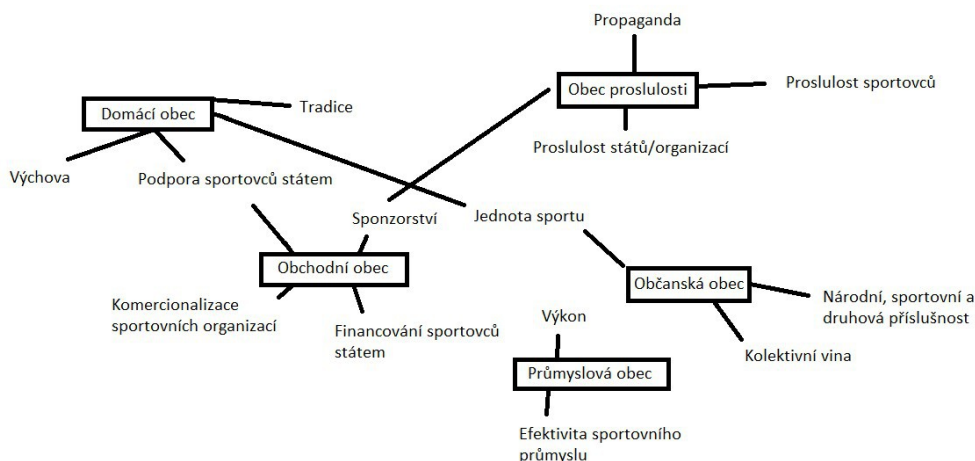 Propaganda
Obec proslulosti
Proslulost sportovců
Domácí obec
Tradice
Proslulost států/organizací
Výchova
Podpora sportovců státem
Sponzorství
Jednota sportu
Obchodní obec
Občanská obec
Komercionalizace
sportovních organizací
Financování sportovců
státem
Národní, sportovní a
druhová příslušnost
Výkon
Kolektivní vina
Průmyslová obec
Efektivita sportovního
průmyslu